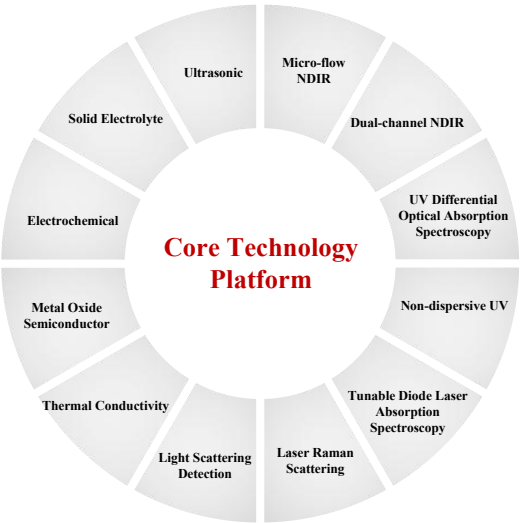 Core Technology
Platform
Micro-flow
NDIR
Dual-channel NDIR
UV Differential
Optical Absorption
Spectroscopy
Non-dispersive UV
Tunable Diode Laser
Absorption
Spectroscopy
Laser Raman
Scattering
Light Scattering
Detection
Thermal Conductivity
Metal Oxide
Semiconductor
Electrochemical
Solid Electrolyte
Ultrasonic